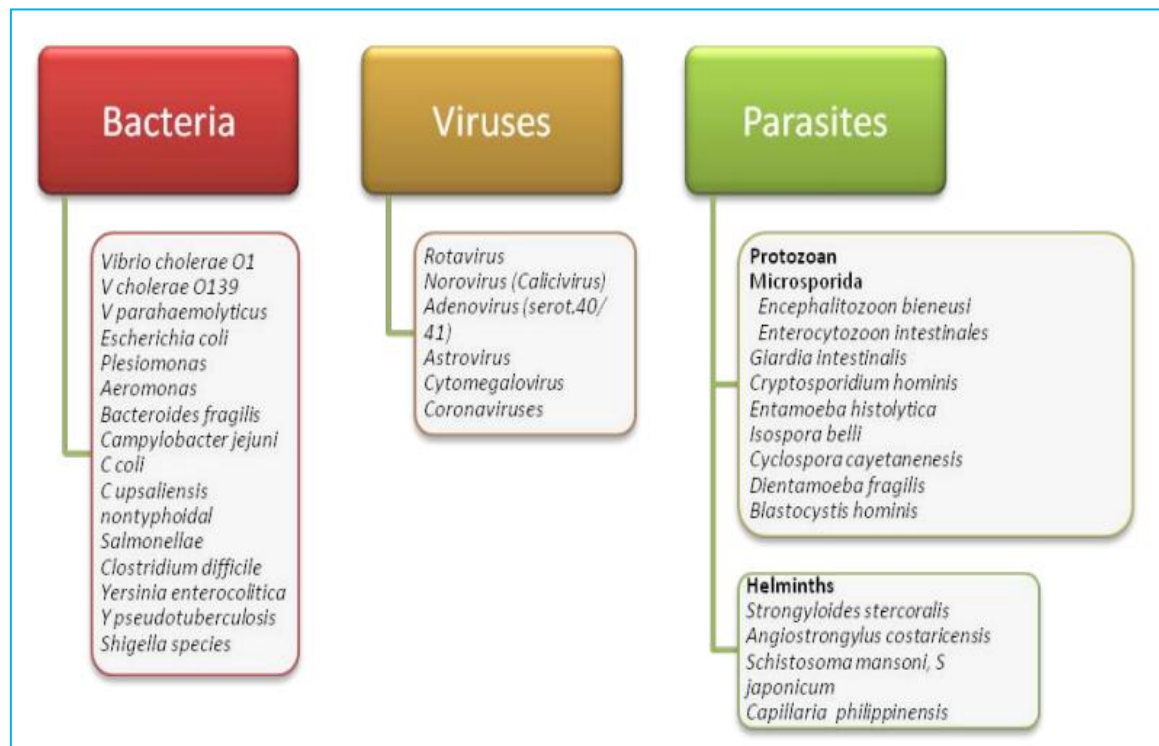 Bacteria
Vibrio cholerae O1
V cholerae O139
V parahaemolyticus
Escherichia coli
Plesiomonas
Aeromonas
Bacteroides fragilis
Campylobacter jejuni
C coli
C upsaliensis
nontyphoidal
Salmonellae
Clostridium difficile
Yersinia enterocolitica
Y pseudotuberculosis
Shigella species
Viruses
Rotavirus
Norovirus (Calicivirus)
Adenovirus (serot.40/
41)
Astrovirus
Cytomegalovirus
Coronaviruses
Parasites
Protozoan
Microsporida
Encephalitozoon bieneusi
Enterocytozoon intestinales
Giardia intestinalis
Cryptosporidium hominis
Entamoeba histolytica
Isospora belli
Cyclospora cayetanenesis
Dientamoeba fragilis
Blastocystis hominis
Helminths
Strongyloides stercoralis
Angiostrongylus costaricensis
Schistosoma mansoni, S
japonicum
Capillaria philippinensis